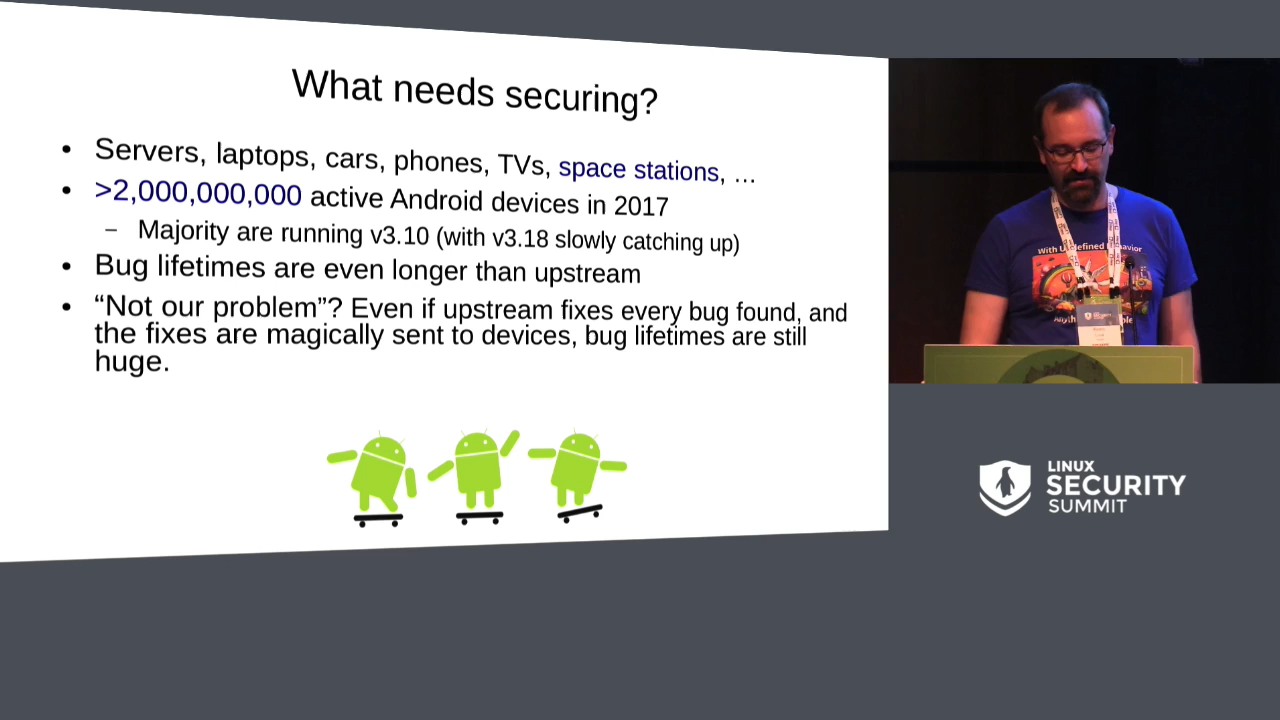 What needs securing?
• Servers, laptops, cars, phones, TVs, space stations, ...
• >2,000,000,000 active Android devices in 2017
– Majority are running v3.10 (with v3.18 slowly catching up)
• Bug lifetimes are even longer than upstream
• “Not our problem”? Even if upstream fixes every bug found, and
the fixes are magically sent to devices, bug lifetimes are still
huge.
With Undefined Behavior
LINUX
SECURITY
SUMMIT